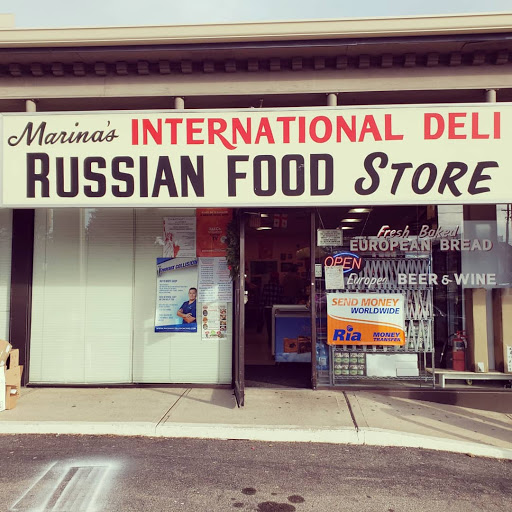 Marina's INTERNATIONAL DELI
RUSSIAN FOOD STORE
Fresh Baked
EUROPEAN BREAD
OPEN
European BEER & WINE
SEND MONEY
WORLDWIDE
Ria MONEY
TRANSFER